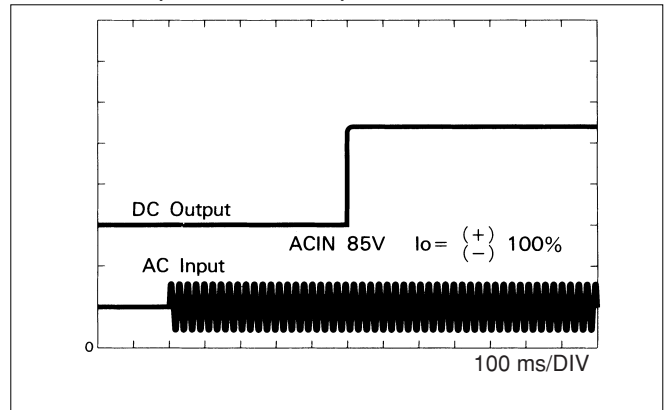 DC Output
ACIN 85V Io= (+) (−) 100%
AC Input
0
100 ms/DIV